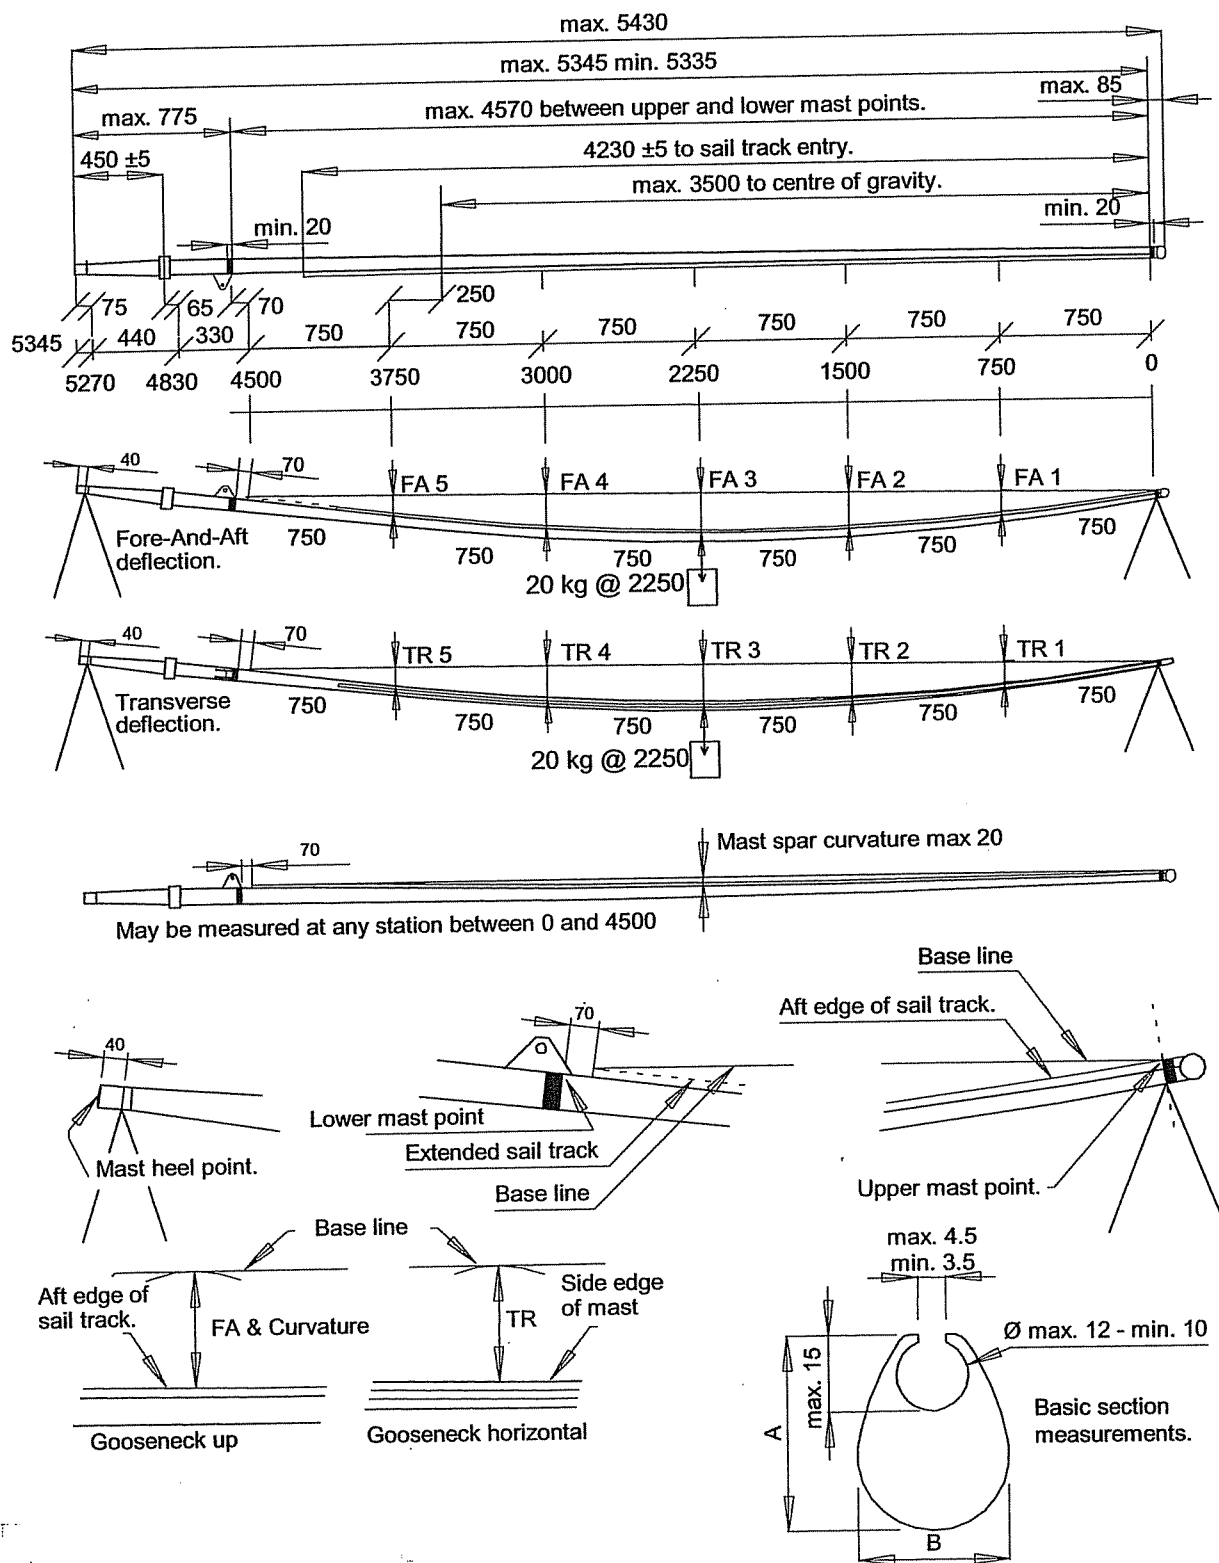 max. 5430
max. 5345 min. 5335
max. 85
max. 775
max. 4570 between upper and lower mast points.
450 ±5
4230 ±5 to sail track entry.
max. 3500 to centre of gravity.
min. 20
min. 20
75
65
70
250
5345
440
330
750
750
750
750
750
750
5270
4830
4500
3750
3000
2250
1500
750
0
40
70
FA 5
FA 4
FA 3
FA 2
FA 1
Fore-And-Aft
deflection.
750
750
750
750
750
750
20 kg @ 2250
40
70
TR 5
TR 4
TR 3
TR 2
TR 1
Transverse
deflection.
750
750
750
750
750
750
20 kg @ 2250
70
Mast spar curvature max 20
May be measured at any station between 0 and 4500
Base line
Aft edge of sail track.
40
70
Lower mast point
Extended sail track
Base line
Mast heel point.
Upper mast point.
Base line
Aft edge of
sail track.
FA & Curvature
TR
Side edge
of mast
Gooseneck up
Gooseneck horizontal
max. 4.5
min. 3.5
Ø max. 12 - min. 10
max. 15
A
B
Basic section
measurements.